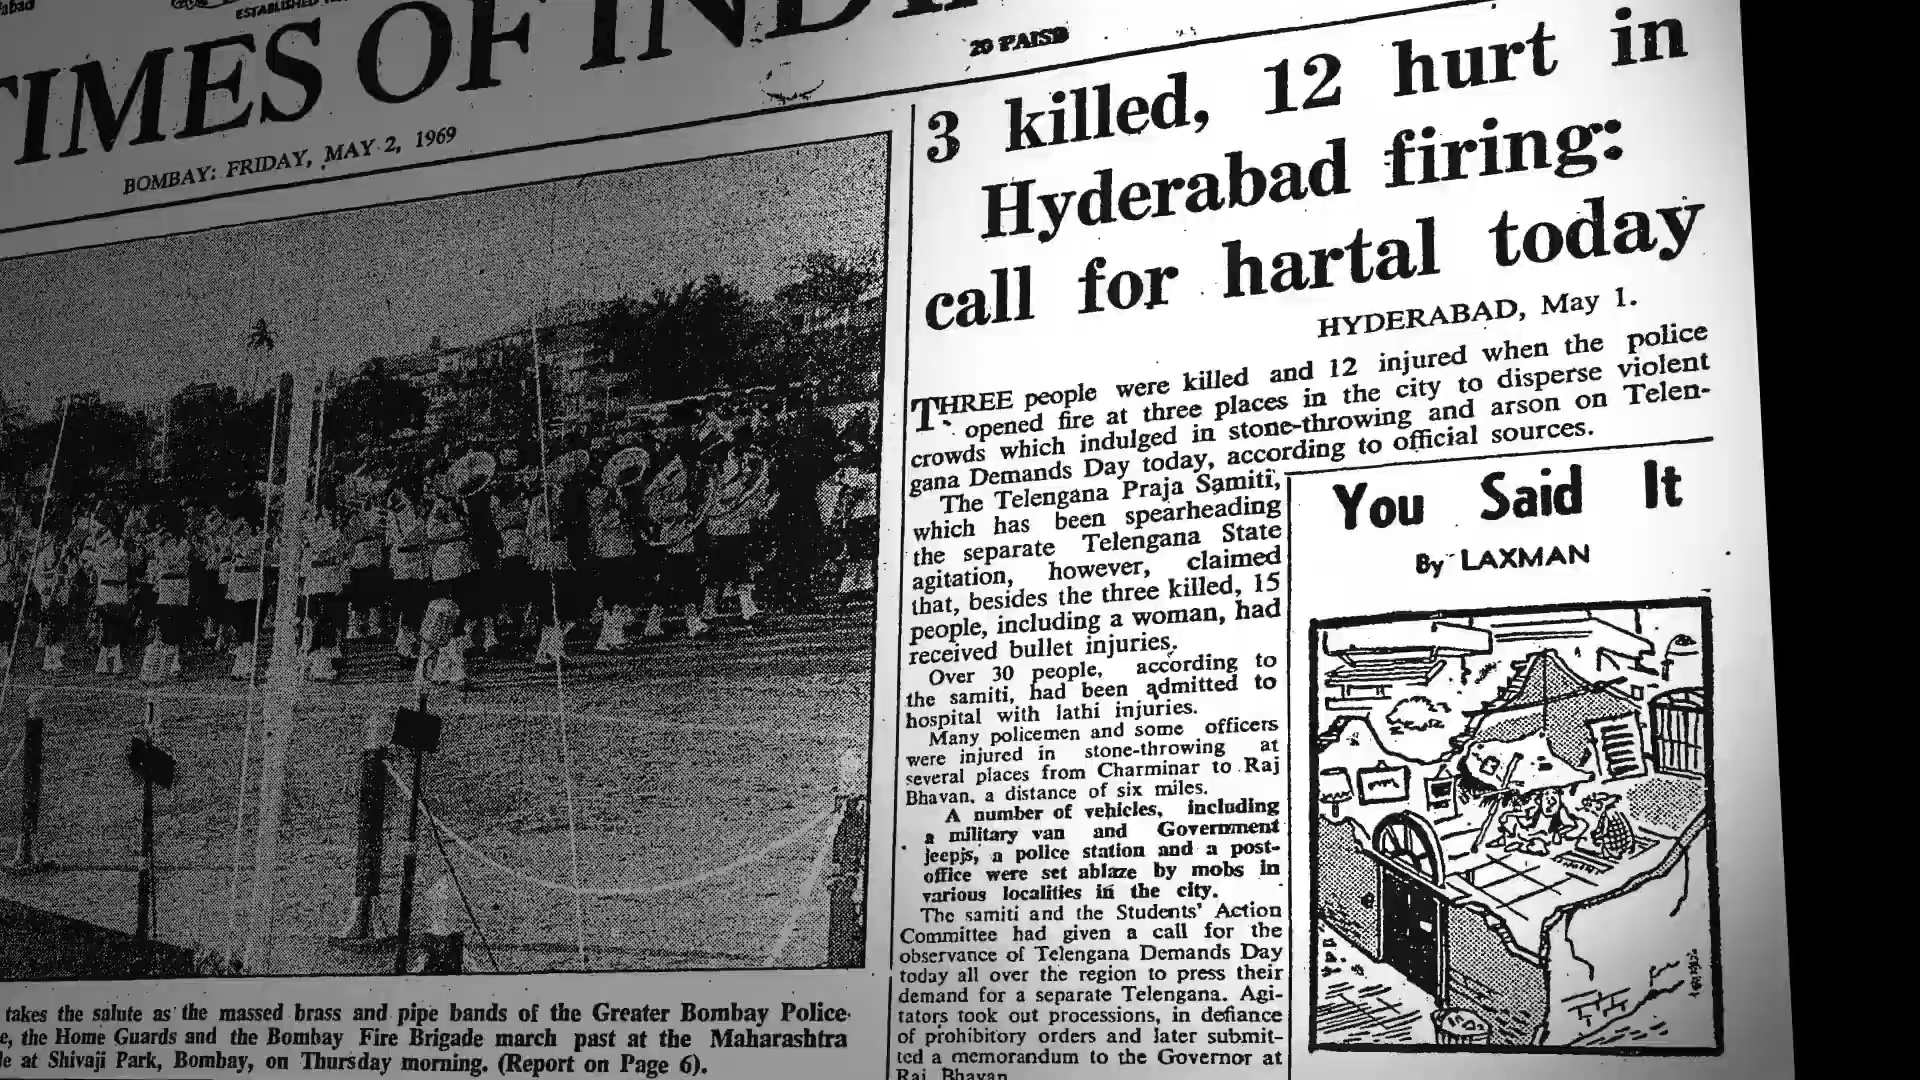 ESTABLISHED
TIMES OF INDI
20 PAISE
BOMBAY: FRIDAY, MAY 2, 1969
3 killed, 12 hurt in
Hyderabad firing:
call for hartal today
HYDERABAD, May 1.
THREE people were killed and 12 injured when the police
opened fire at three places in the city to disperse violent
crowds which indulged in stone-throwing and arson on Telen-
gana Demands Day today, according to official sources.
The Telengana Praja Samiti,
which has been spearheading
the separate Telengana State
agitation, however, claimed
that, besides the three killed, 15
people, including a woman, had
received bullet injuries.
Over 30 people, according to
the samiti, had been admitted to
hospital with lathi injuries.
Many policemen and some officers
were injured in stone-throwing at
several places from Charminar to Raj
Bhavan, a distance of six miles.
A number of vehicles, including
a military van and Government
jeeps, a police station and a post-
office were set ablaze by mobs in
various localities in the city.
The samiti and the Students' Action
Committee had given a call for the
observance of Telengana Demands Day
today all over the region to press their
demand for a separate Telengana. Agi-
tators took out processions, in defiance
of prohibitory orders and later submit-
ted a memorandum to the Governor at
Raj Bhavan
You Said It
By LAXMAN
takes the salute as the massed brass and pipe bands of the Greater Bombay Police
e, the Home Guards and the Bombay Fire Brigade march past at the Maharashtra
le at Shivaji Park, Bombay, on Thursday morning. (Report on Page 6).